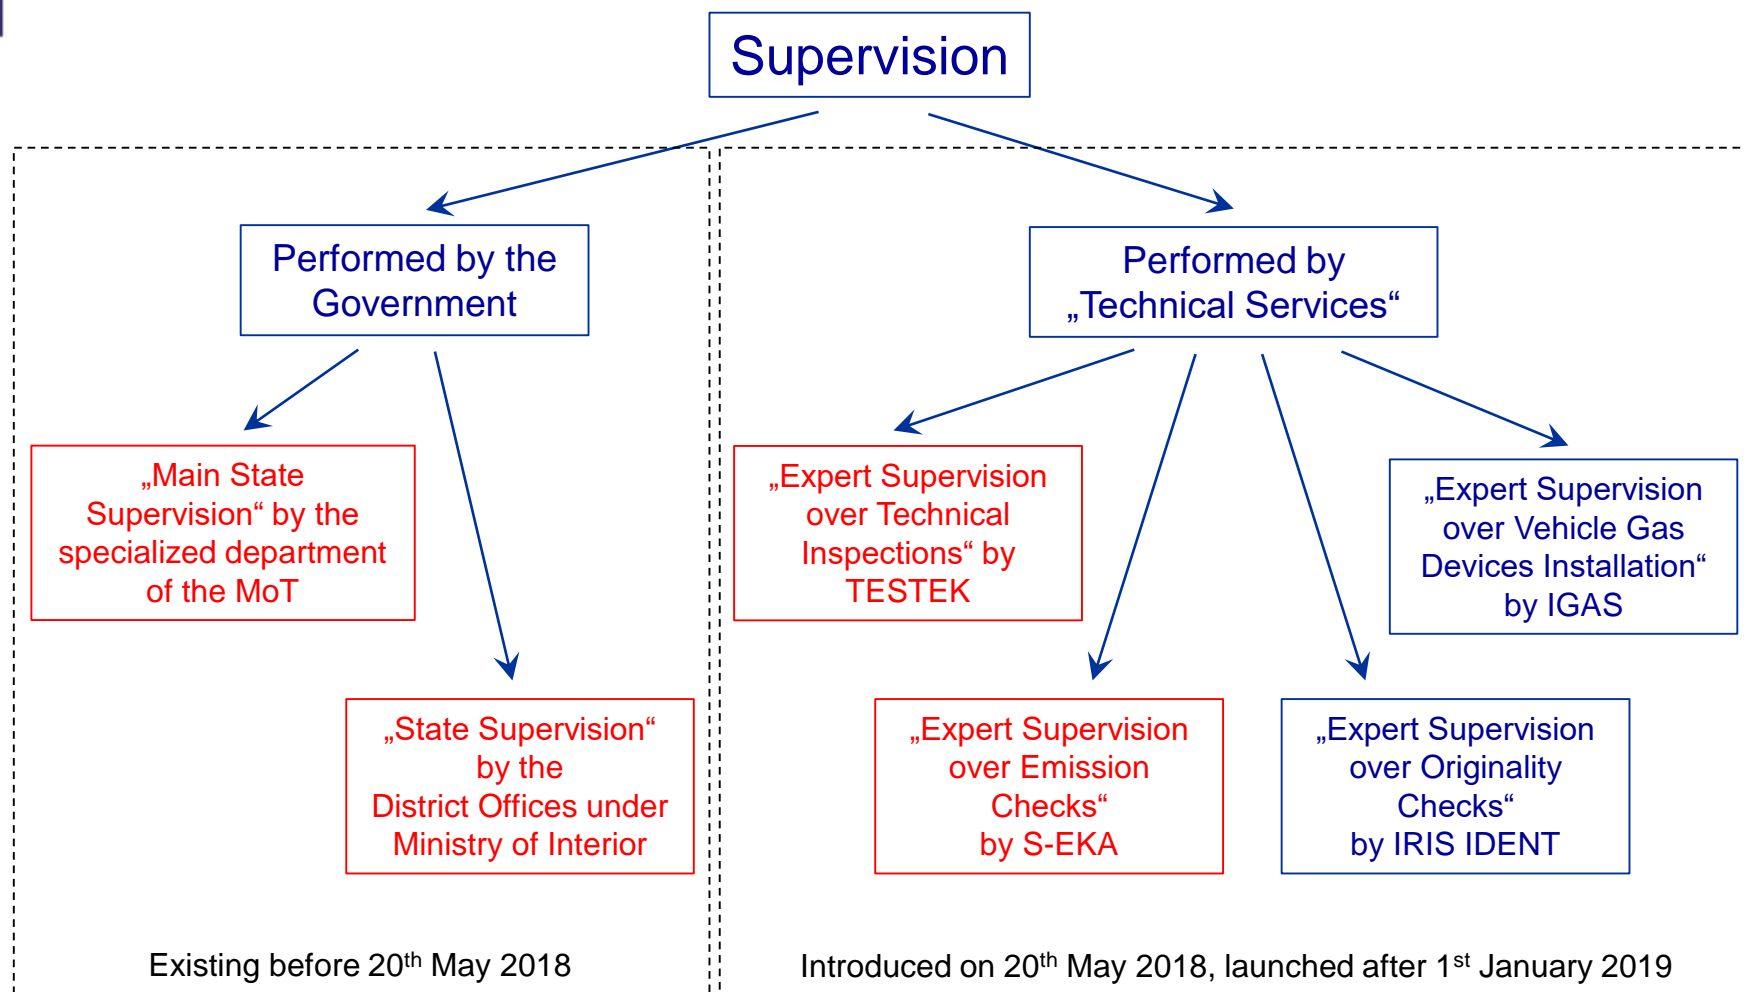 Supervision
Performed by the
Government
Performed by
„Technical Services“
„Main State
Supervision“ by the
specialized department
of the MoT
„State Supervision“
by the
District Offices under
Ministry of Interior
„Expert Supervision
over Technical
Inspections“ by
TESTEK
„Expert Supervision
over Emission
Checks“
by S-EKA
„Expert Supervision
over Originality
Checks“
by IRIS IDENT
„Expert Supervision
over Vehicle Gas
Devices Installation“
by IGAS
Existing before 20th May 2018
Introduced on 20th May 2018, launched after 1st January 2019